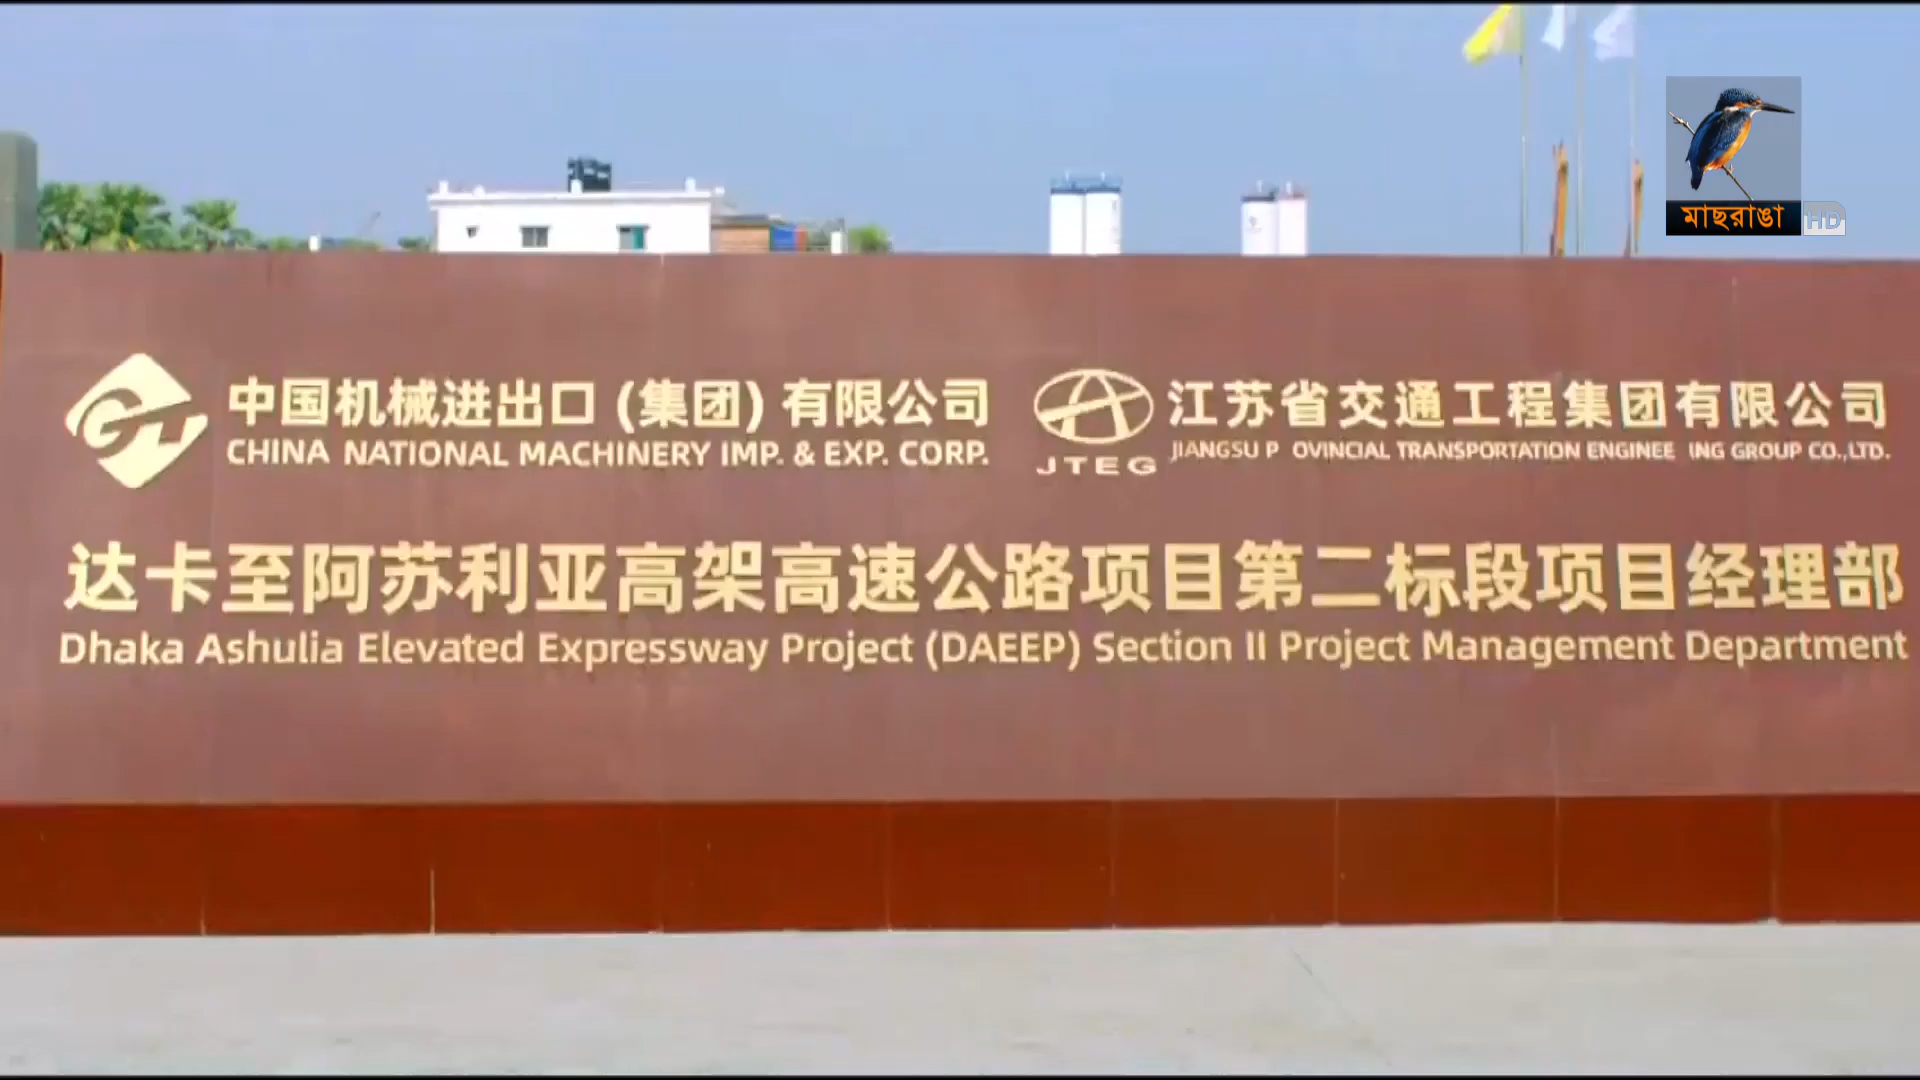 মাছরাঙা HD
中国机械进出口(集团)有限公司
CHINA NATIONAL MACHINERY IMP. & EXP. CORP.
江苏省交通工程集团有限公司
JTEG JIANGSU P OVINCIAL TRANSPORTATION ENGINEE ING GROUP CO.,LTD.
达卡至阿苏利亚高架高速公路项目第二标段项目经理部
Dhaka Ashulia Elevated Expressway Project (DAEEP) Section II Project Management Department